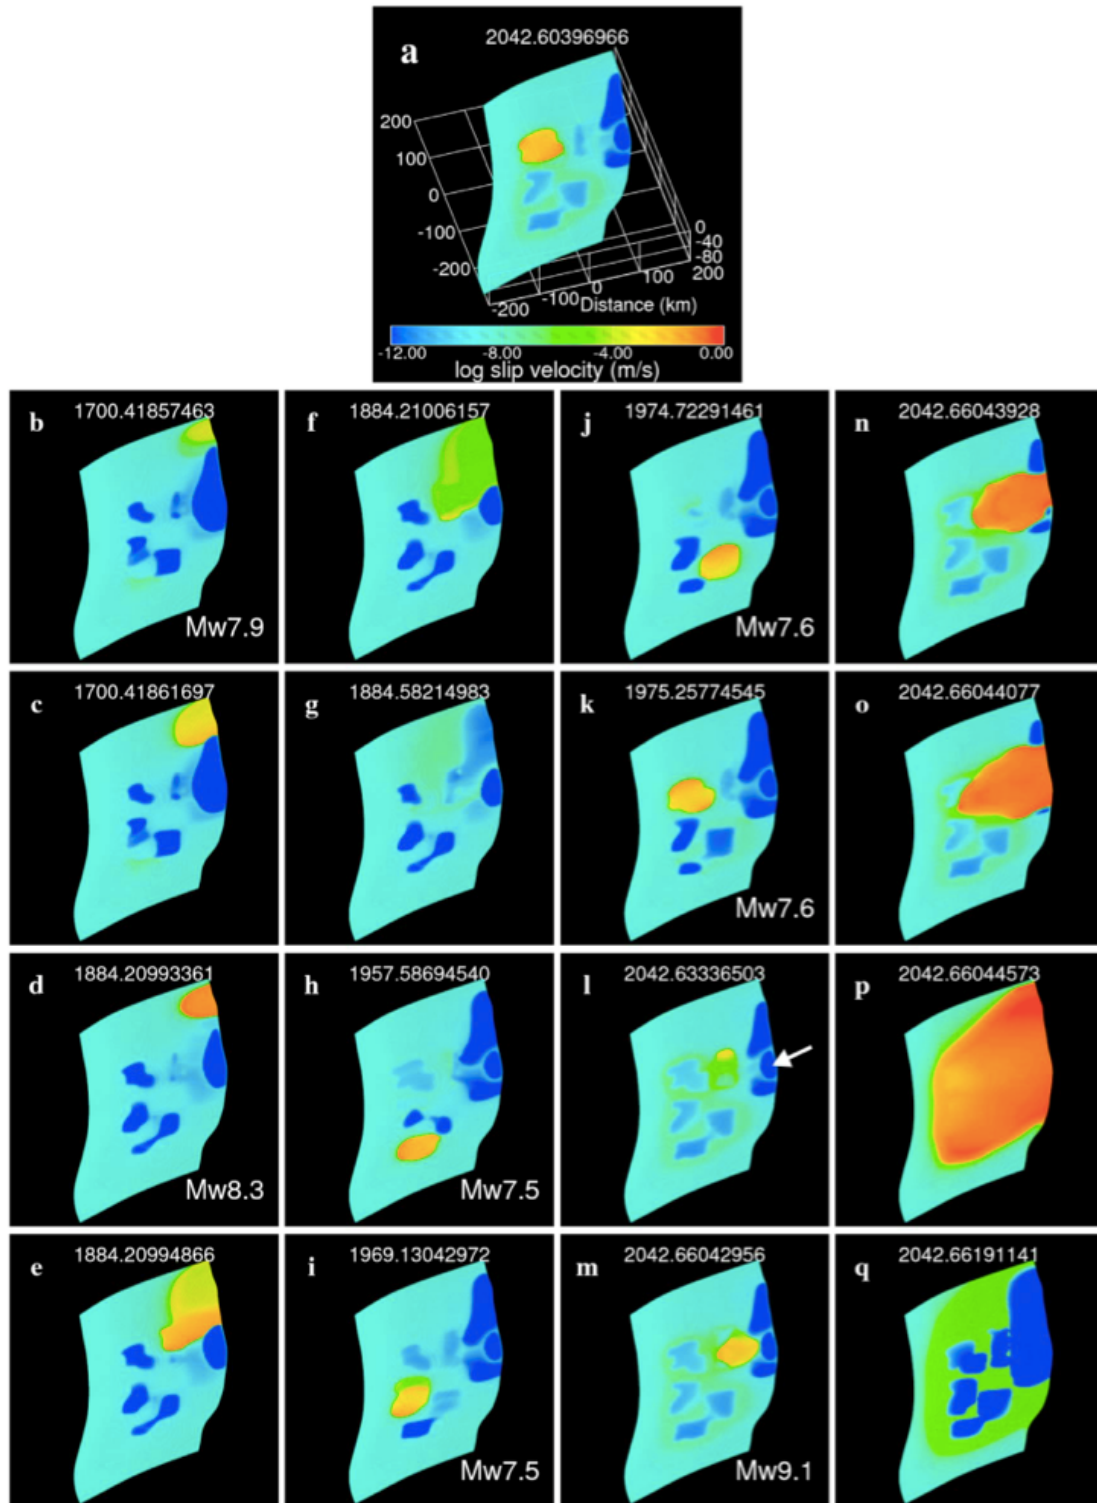 a
2042.60396966
200
100
0
-100
-200
0
-40
-80
200
100
0
-100
-200
Distance (km)
-12.00 -8.00 -4.00 0.00
log slip velocity (m/s)
b 1700.41857463
Mw7.9
f 1884.21006157
j 1974.72291461
Mw7.6
n 2042.66043928
c 1700.41861697
g 1884.58214983
k 1975.25774545
Mw7.6
o 2042.66044077
d 1884.20993361
Mw8.3
h 1957.58694540
Mw7.5
l 2042.63336503
p 2042.66044573
e 1884.20994866
i 1969.13042972
Mw7.5
m 2042.66042956
Mw9.1
q 2042.66191141